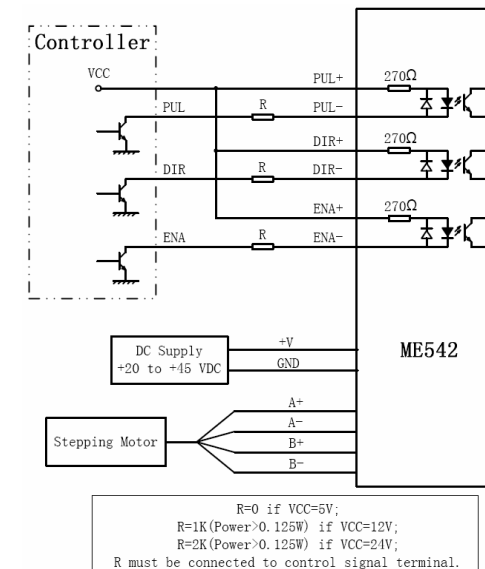 Controller
VCC
PUL+ 270Ω
PUL R PUL-
DIR+ 270Ω
DIR R DIR-
ENA+ 270Ω
ENA R ENA-
DC Supply
+20 to +45 VDC
+V
GND
ME542
Stepping Motor
A+
A-
B+
B-
R=0 if VCC=5V;
R=1K(Power>0.125W) if VCC=12V;
R=2K(Power>0.125W) if VCC=24V;
R must be connected to control signal terminal.